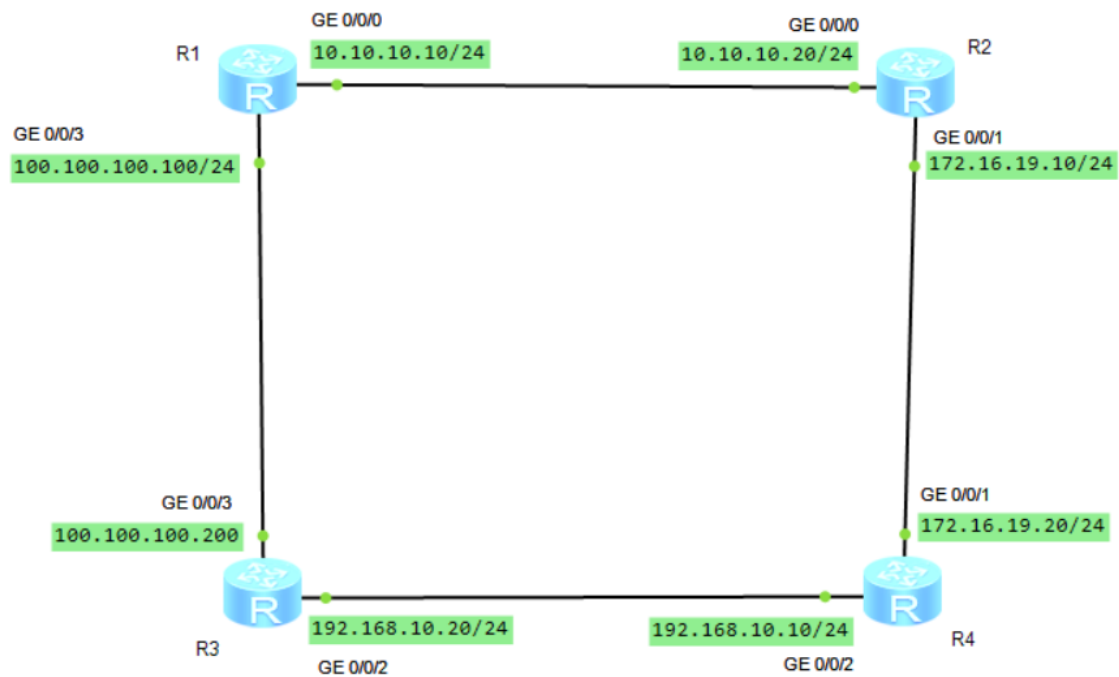 GE 0/0/0
GE 0/0/0
R1
10.10.10.10/24
10.10.10.20/24
R2
R
R
GE 0/0/3
GE 0/0/1
100.100.100.100/24
172.16.19.10/24
GE 0/0/3
GE 0/0/1
100.100.100.200
172.16.19.20/24
R
R
192.168.10.20/24
192.168.10.10/24
R3
R4
GE 0/0/2
GE 0/0/2